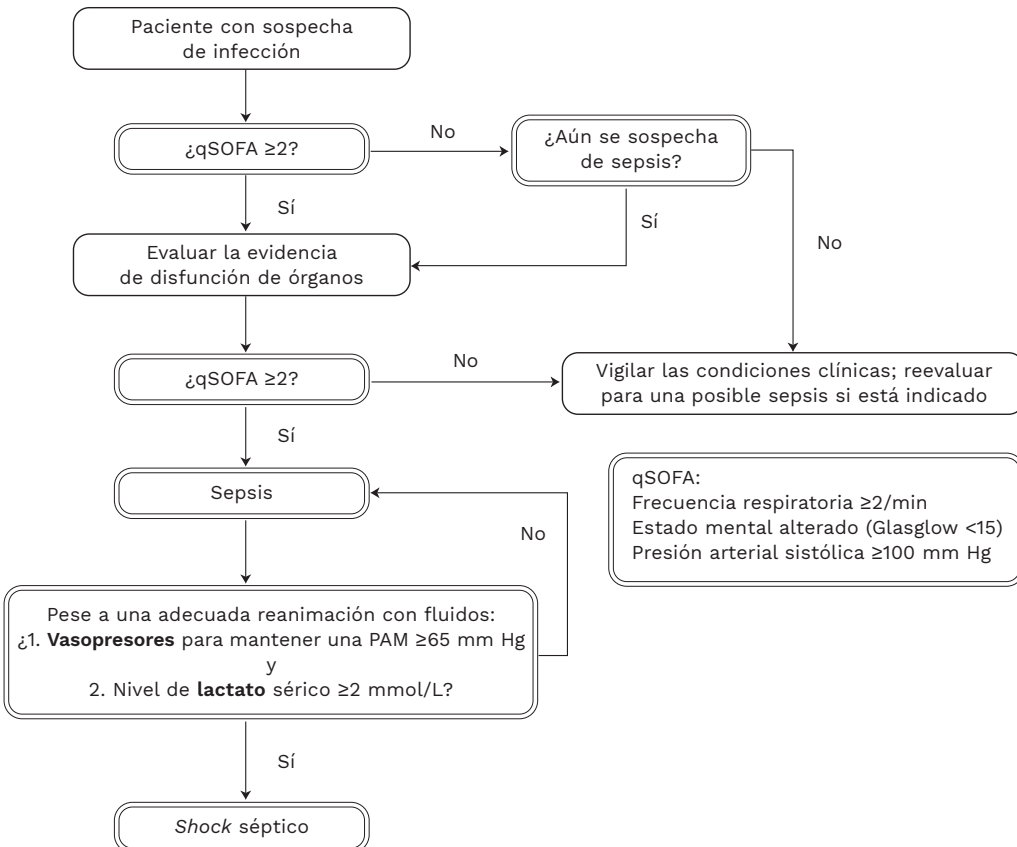 Paciente con sospecha
de infección
¿qSOFA ≥2?
No
¿Aún se sospecha
de sepsis?
Sí
Sí
No
Evaluar la evidencia
de disfunción de órganos
¿qSOFA ≥2?
No
Vigilar las condiciones clínicas; reevaluar
para una posible sepsis si está indicado
Sí
Sepsis
No
qSOFA:
Frecuencia respiratoria ≥2/min
Estado mental alterado (Glasglow <15)
Presión arterial sistólica ≥100 mm Hg
Pese a una adecuada reanimación con fluidos:
¿1. Vasopresores para mantener una PAM ≥65 mm Hg
y
2. Nivel de lactato sérico ≥2 mmol/L?
Sí
Shock séptico